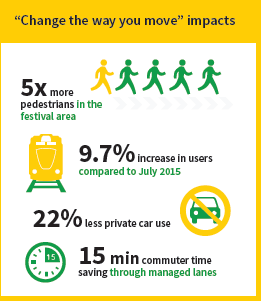 “Change the way you move” impacts
5x more
pedestrians in the
festival area
9.7% increase in users
compared to July 2015
22% less private car use
15
15 min commuter time
saving through managed lanes